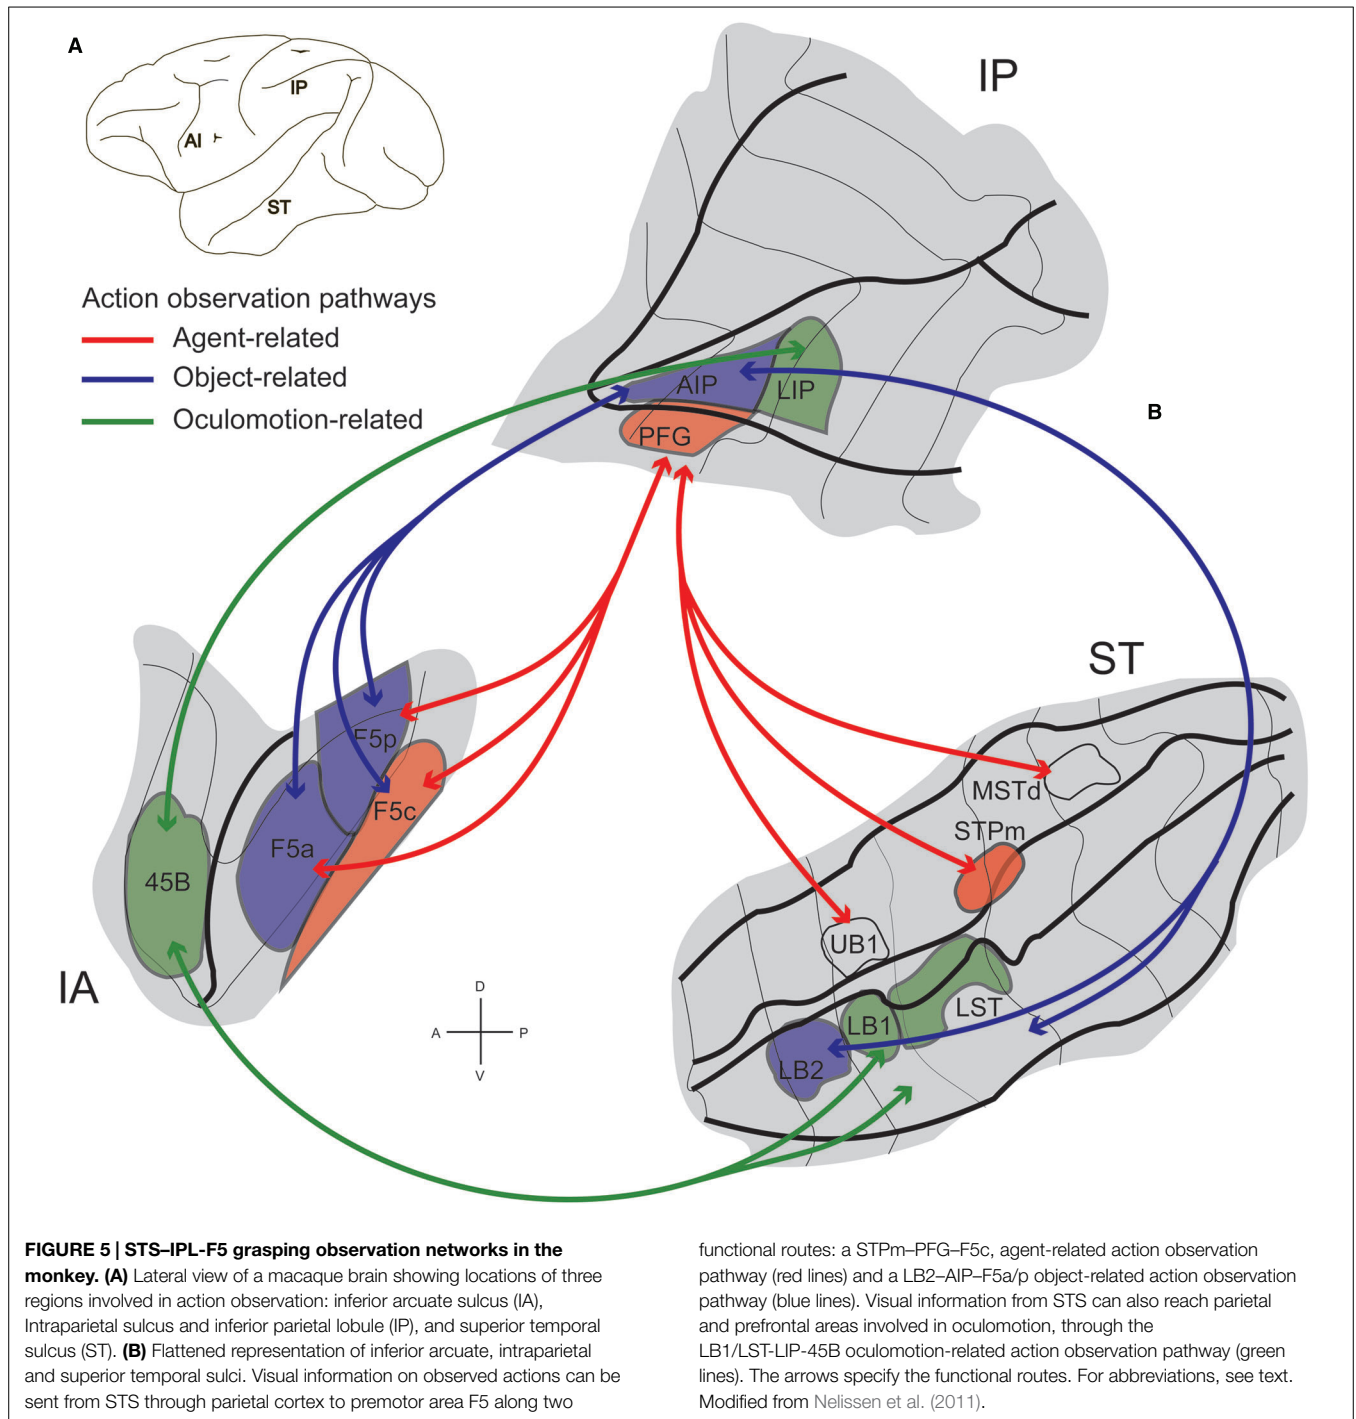 A
IP
AI
ST
Action observation pathways
Agent-related
Object-related
Oculomotion-related
IP
AIP
LIP
PFG
B
ST
MSTd
STPm
UB1
LST
LB1
LB2
F5p
F5c
F5a
45B
IA
D
A
P
V
FIGURE 5 | STS–IPL-F5 grasping observation networks in the
monkey. (A) Lateral view of a macaque brain showing locations of three
regions involved in action observation: inferior arcuate sulcus (IA),
Intraparietal sulcus and inferior parietal lobule (IP), and superior temporal
sulcus (ST). (B) Flattened representation of inferior arcuate, intraparietal
and superior temporal sulci. Visual information on observed actions can be
sent from STS through parietal cortex to premotor area F5 along two
functional routes: a STPm–PFG–F5c, agent-related action observation
pathway (red lines) and a LB2–AIP–F5a/p object-related action observation
pathway (blue lines). Visual information from STS can also reach parietal
and prefrontal areas involved in oculomotion, through the
LB1/LST-LIP-45B oculomotion-related action observation pathway (green
lines). The arrows specify the functional routes. For abbreviations, see text.
Modified from Nelissen et al. (2011).